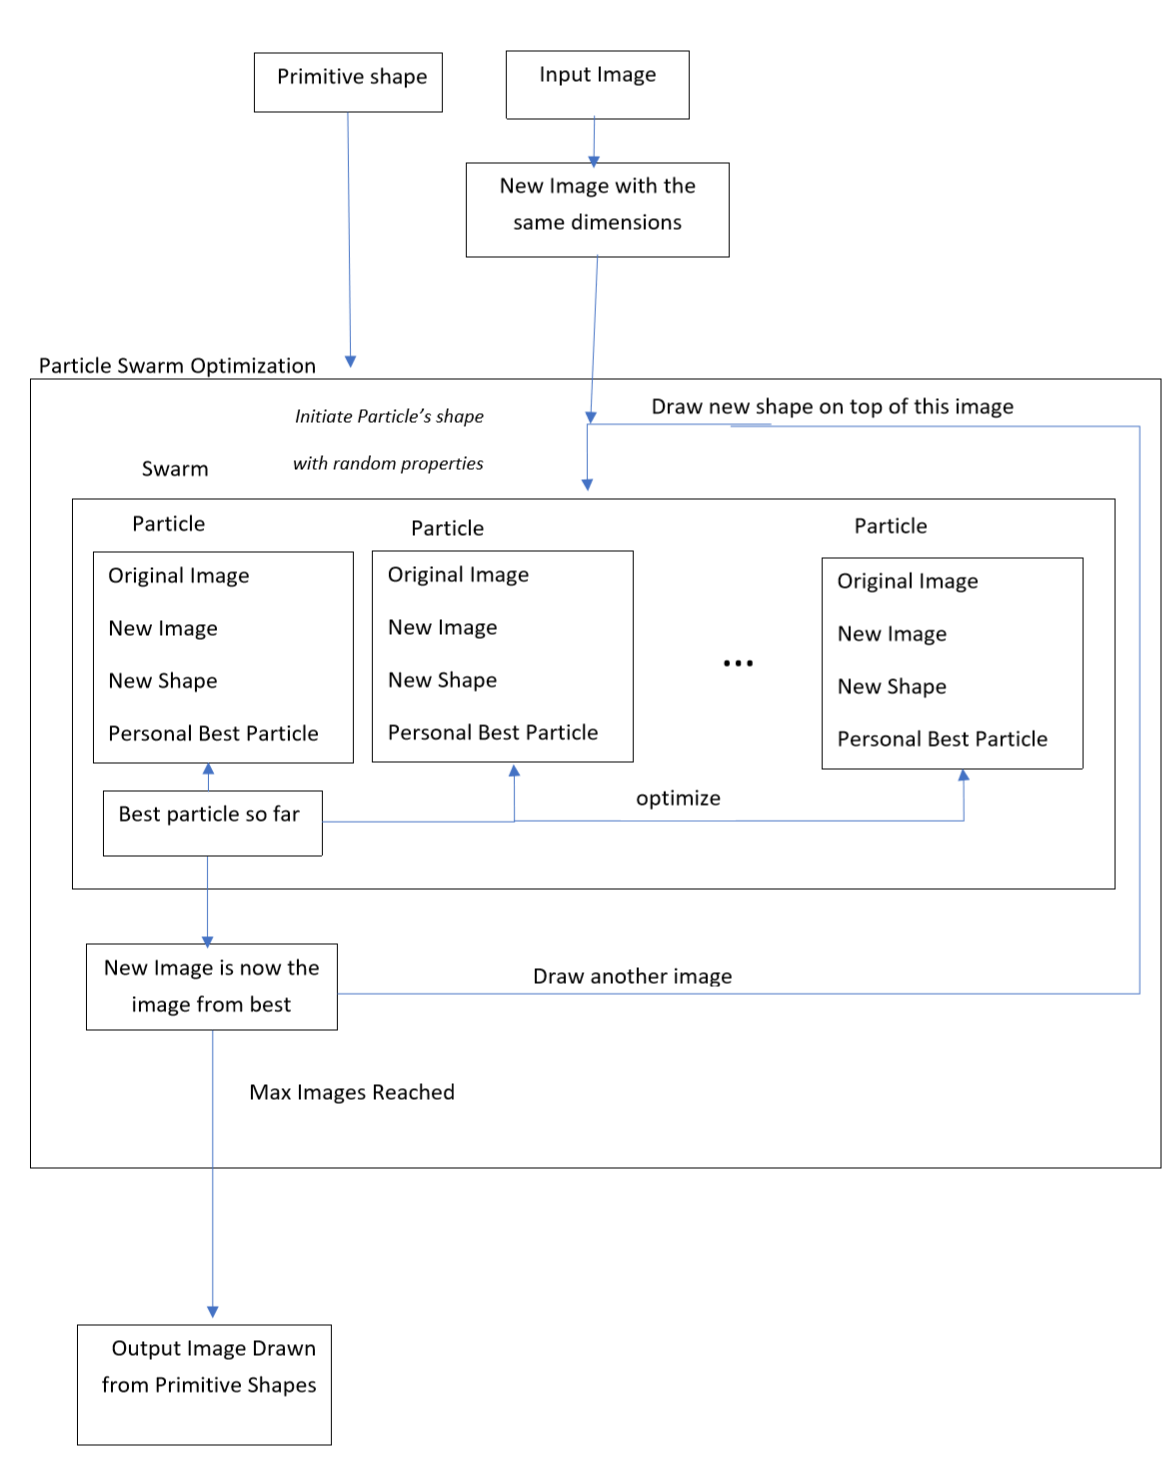 Primitive shape
Input Image
New Image with the
same dimensions
Particle Swarm Optimization
Initiate Particle’s shape
with random properties
Draw new shape on top of this image
Swarm
Particle
Original Image
New Image
New Shape
Personal Best Particle
Particle
Original Image
New Image
New Shape
Personal Best Particle
...
Particle
Original Image
New Image
New Shape
Personal Best Particle
Best particle so far
optimize
New Image is now the
image from best
Draw another image
Max Images Reached
Output Image Drawn
from Primitive Shapes